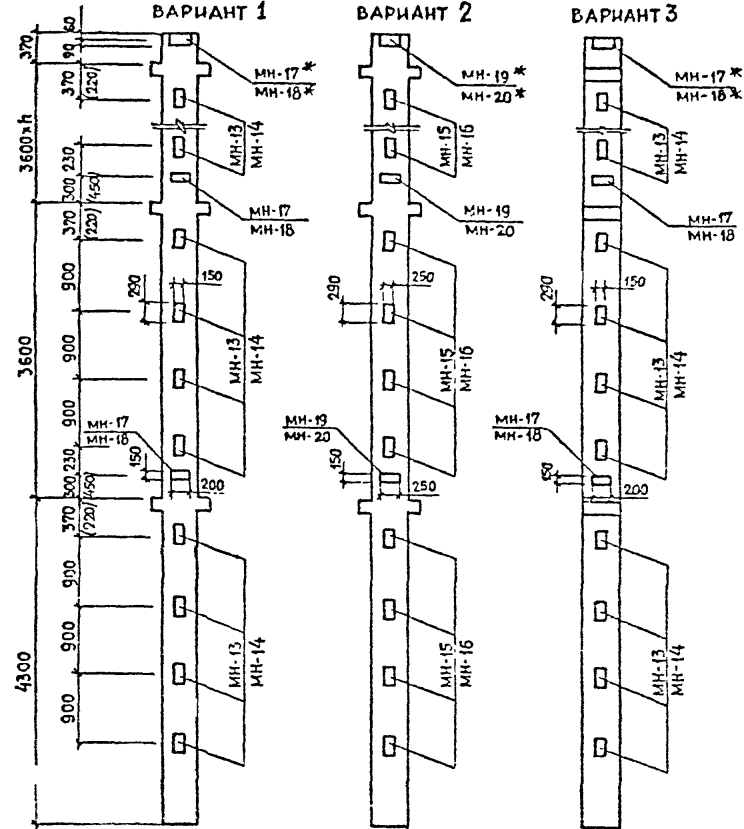 ВАРИАНТ 1
ВАРИАНТ 2
ВАРИАНТ 3
370
60
90
370
(220)
3600×h
230
300
(450)
370
(220)
900
3600
900
900
230
300
(450)
370
(220)
900
4300
900
900
МН-17*
МН-18*
МН-13
МН-14
МН-17
МН-18
150
290
МН-13
МН-14
МН-17
МН-18
150
200
МН-13
МН-14
МН-19*
МН-20*
МН-15
МН-16
МН-19
МН-20
250
290
МН-15
МН-16
МН-19
МН-20
150
250
МН-15
МН-16
МН-17*
МН-18*
МН-13
МН-14
МН-17
МН-18
150
290
МН-13
МН-14
МН-17
МН-18
150
200
МН-13
МН-14